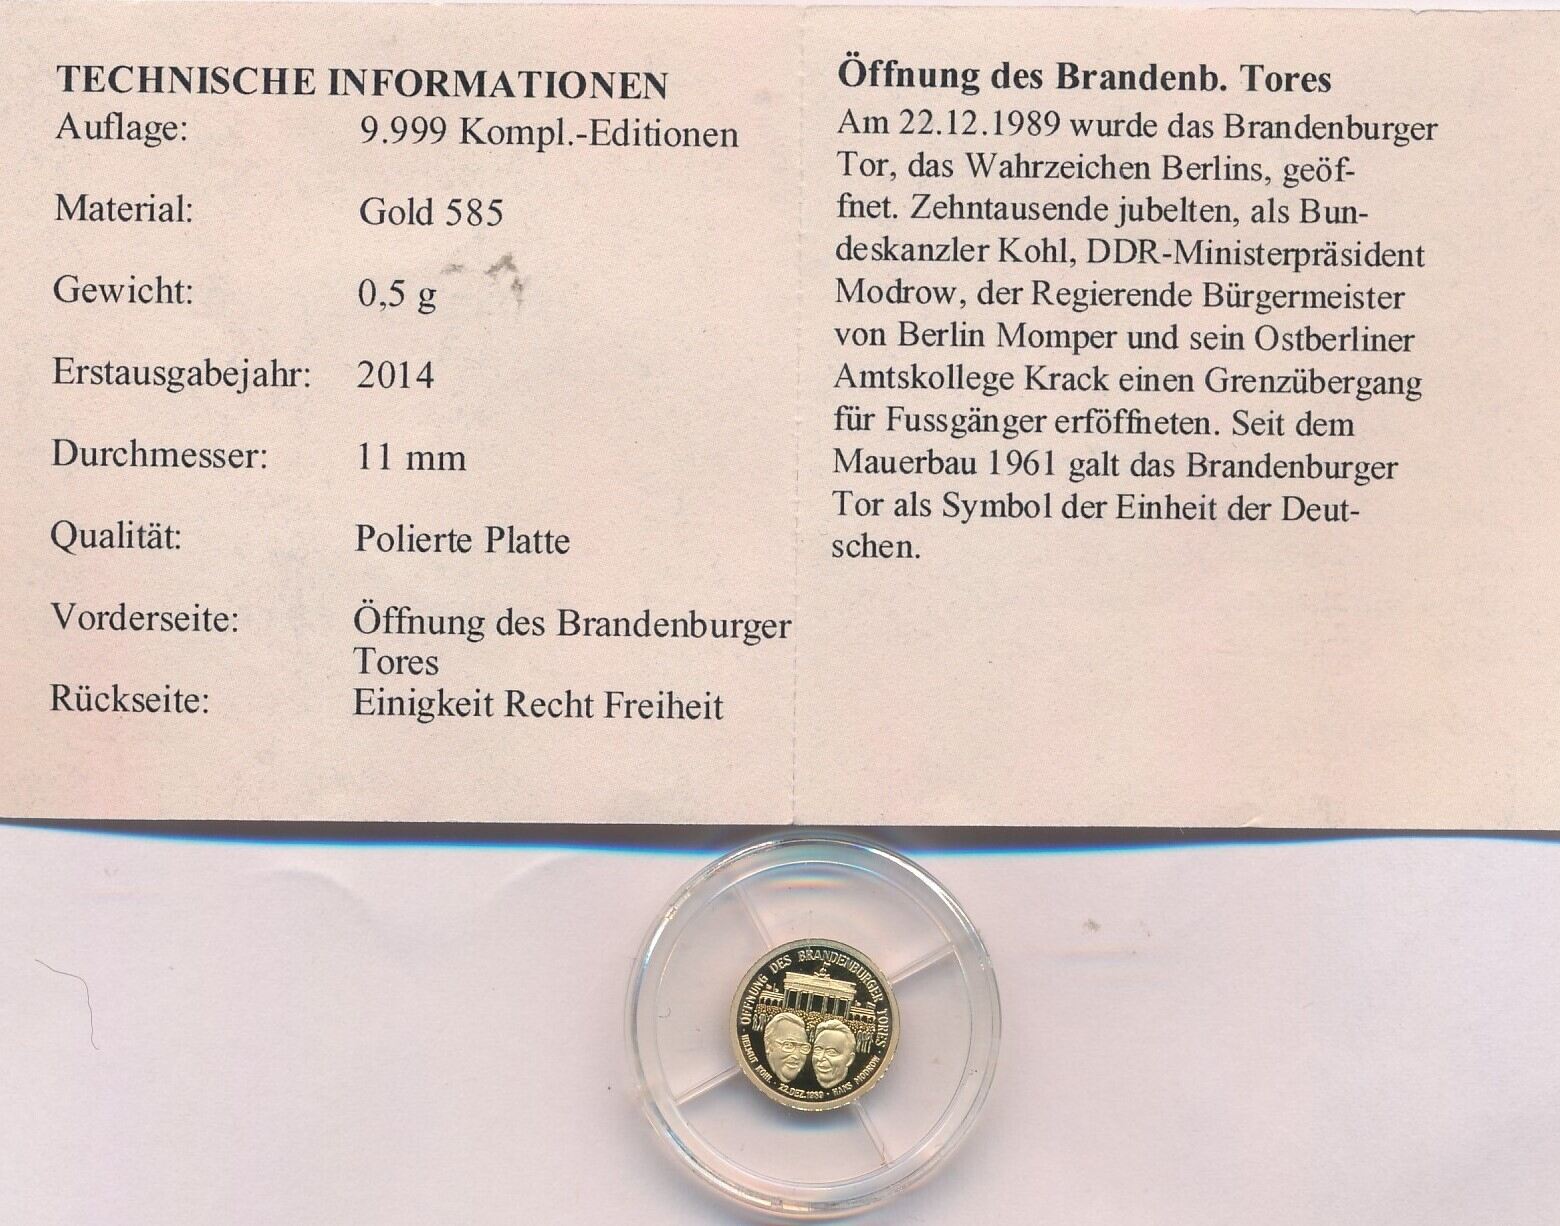 TECHNISCHE INFORMATIONEN
Auflage: 9.999 Kompl.-Editionen
Material: Gold 585
Gewicht: 0,5 g
Erstausgabejahr: 2014
Durchmesser: 11 mm
Qualität: Polierte Platte
Vorderseite: Öffnung des Brandenburger
Tores
Rückseite: Einigkeit Recht Freiheit
Öffnung des Brandenb. Tores
Am 22.12.1989 wurde das Brandenburger
Tor, das Wahrzeichen Berlins, geöf-
fnet. Zehntausende jubelten, als Bun-
deskanzler Kohl, DDR-Ministerpräsident
Modrow, der Regierende Bürgermeister
von Berlin Momper und sein Ostberliner
Amtskollege Krack einen Grenzübergang
für Fussgänger erföffneten. Seit dem
Mauerbau 1961 galt das Brandenburger
Tor als Symbol der Einheit der Deut-
schen.
ÖFFNUNG DES BRANDENBURGER TORES
HELMUT KOHL · 22.DEZ.1989 · HANS MODROW